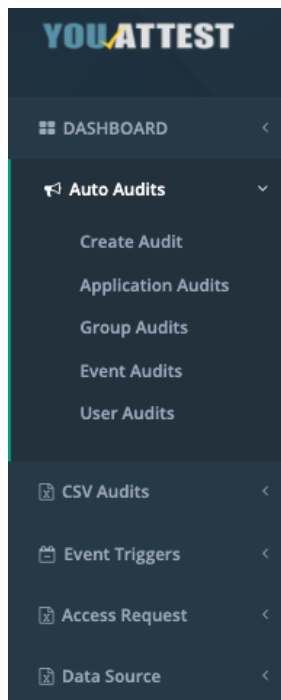 YOUATTEST
DASHBOARD
Auto Audits
Create Audit
Application Audits
Group Audits
Event Audits
User Audits
CSV Audits
Event Triggers
Access Request
Data Source